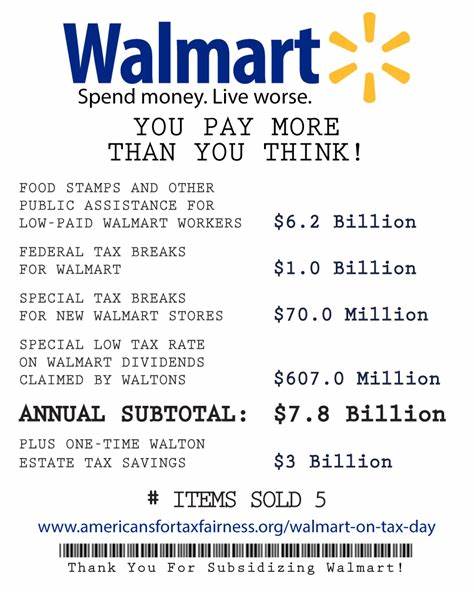 Walmart
Spend money. Live worse.
YOU PAY MORE
THAN YOU THINK!
FOOD STAMPS AND OTHER
PUBLIC ASSISTANCE FOR
LOW-PAID WALMART WORKERS $6.2 Billion
FEDERAL TAX BREAKS
FOR WALMART $1.0 Billion
SPECIAL TAX BREAKS
FOR NEW WALMART STORES $70.0 Million
SPECIAL LOW TAX RATE
ON WALMART DIVIDENDS
CLAIMED BY WALTONS $607.0 Million
ANNUAL SUBTOTAL: $7.8 Billion
PLUS ONE-TIME WALTON
ESTATE TAX SAVINGS $3 Billion
# ITEMS SOLD 5
www.americansfortaxfairness.org/walmart-on-tax-day
Thank You For Subsidizing Walmart!